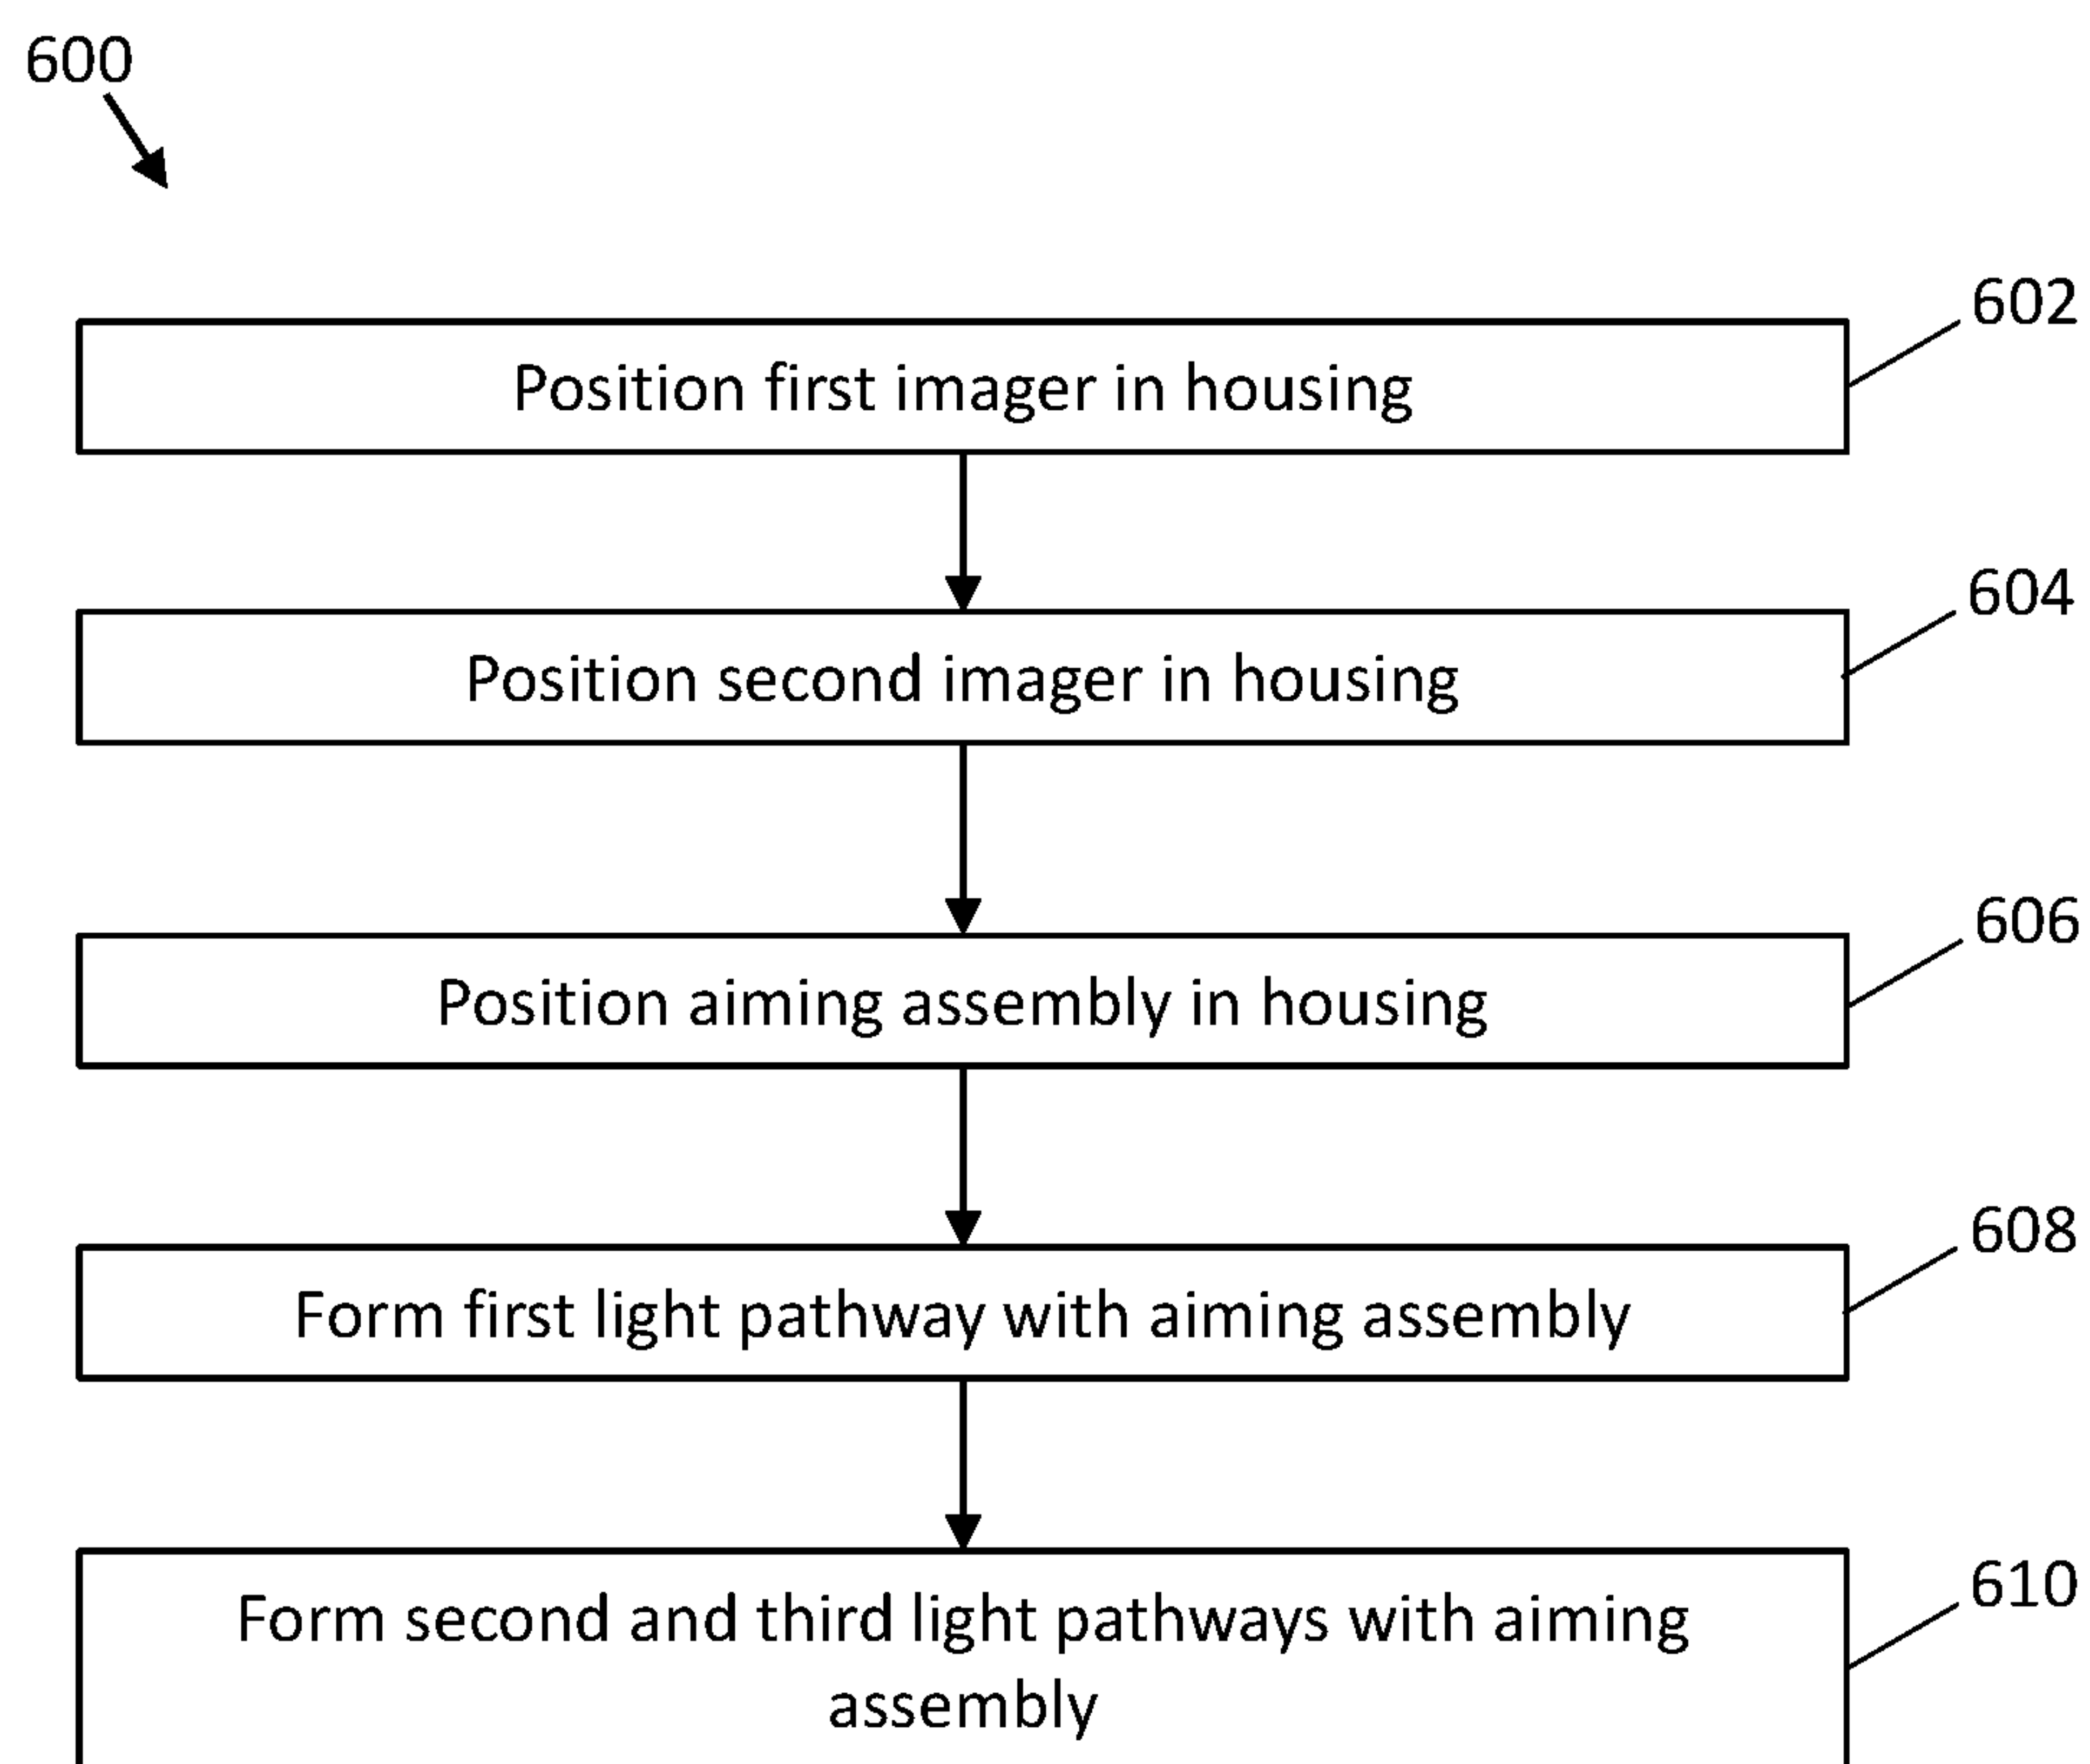 600
602
Position first imager in housing
604
Position second imager in housing
606
Position aiming assembly in housing
608
Form first light pathway with aiming assembly
610
Form second and third light pathways with aiming
assembly